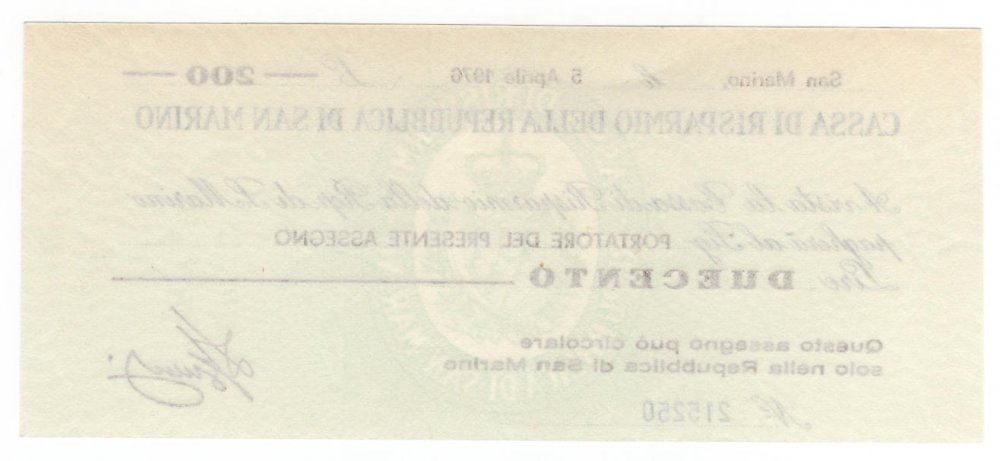 San Marino, li 5 Aprile 1976 £ — 200 —
CASSA DI RISPARMIO DELLA REPUBBLICA DI SAN MARINO
A vista la Cassa di Risparmio della Rep. di S. Marino
pagherà al Sig. PORTATORE DEL PRESENTE ASSEGNO
Lire DUECENTO
Questo assegno può circolare
solo nella Repubblica di San Marino
Nº 215250